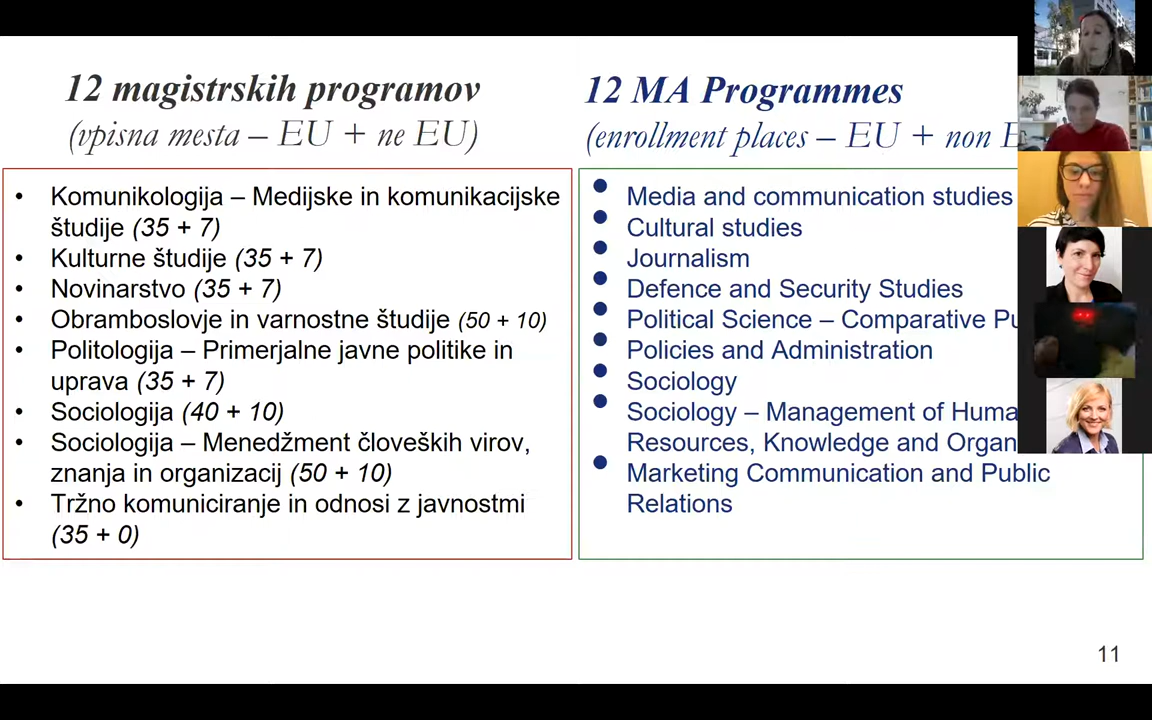 12 magistrskih programov
(vpisna mesta – EU + ne EU)
• Komunikologija – Medijske in komunikacijske
študije (35 + 7)
• Kulturne študije (35 + 7)
• Novinarstvo (35 + 7)
• Obramboslovje in varnostne študije (50 + 10)
• Politologija – Primerjalne javne politike in
uprava (35 + 7)
• Sociologija (40 + 10)
• Sociologija – Menedžment človeških virov,
znanja in organizacij (50 + 10)
• Tržno komuniciranje in odnosi z javnostmi
(35 + 0)
12 MA Programmes
(enrollment places – EU + non
• Media and communication studies
• Cultural studies
• Journalism
• Defence and Security Studies
• Political Science – Comparative
• Policies and Administration
• Sociology
• Sociology – Management of
Resources, Knowledge and
• Marketing Communication and Public
Relations
11